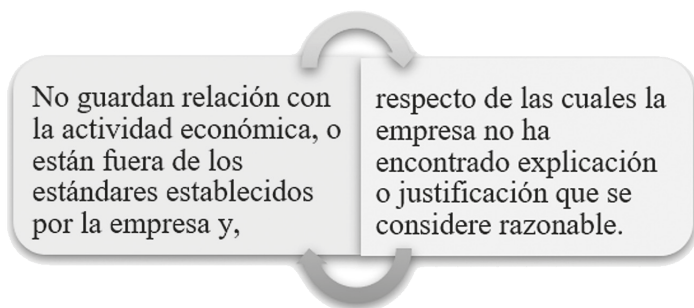 No guardan relación con
la actividad económica, o
están fuera de los
estándares establecidos
por la empresa y,
respecto de las cuales la
empresa no ha
encontrado explicación
o justificación que se
considere razonable.